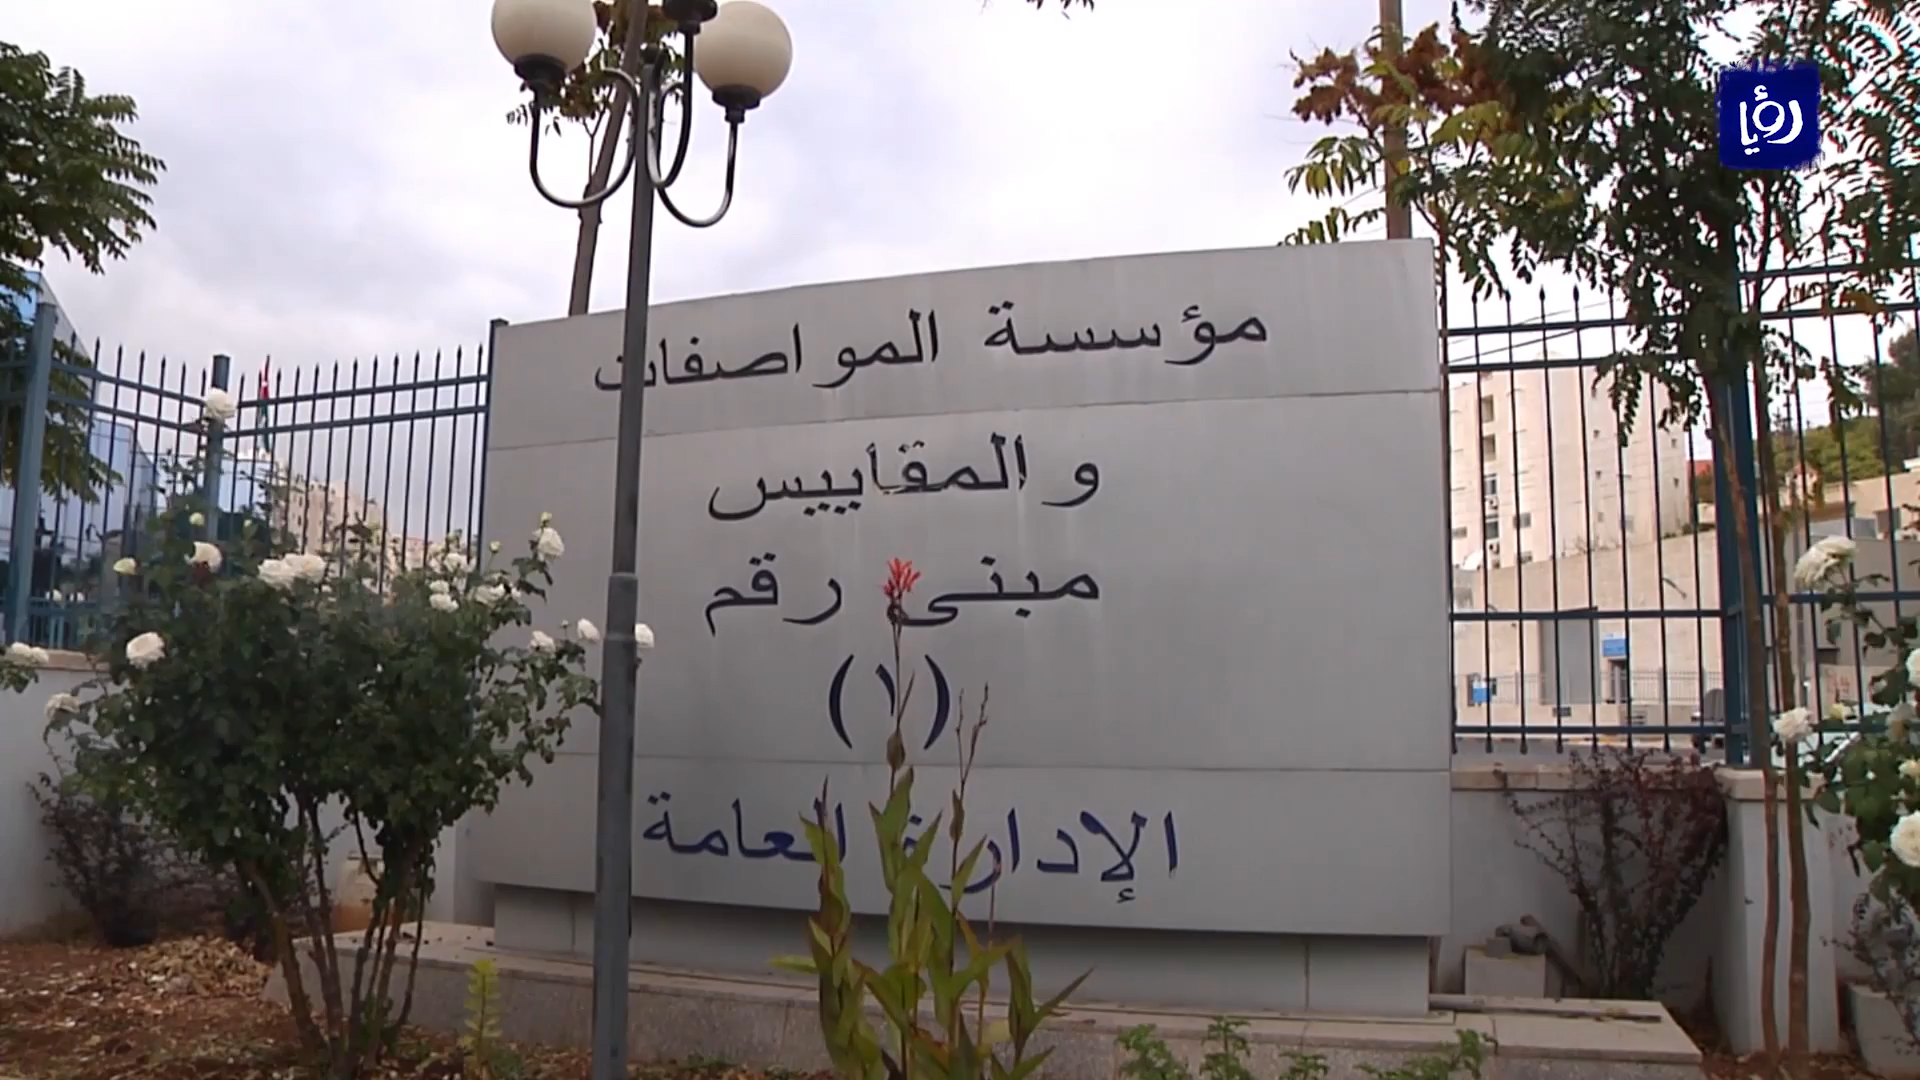 رؤيا
مؤسسة المواصفات
والمقاييس
مبنى رقم
(١)
الإدارة العامة